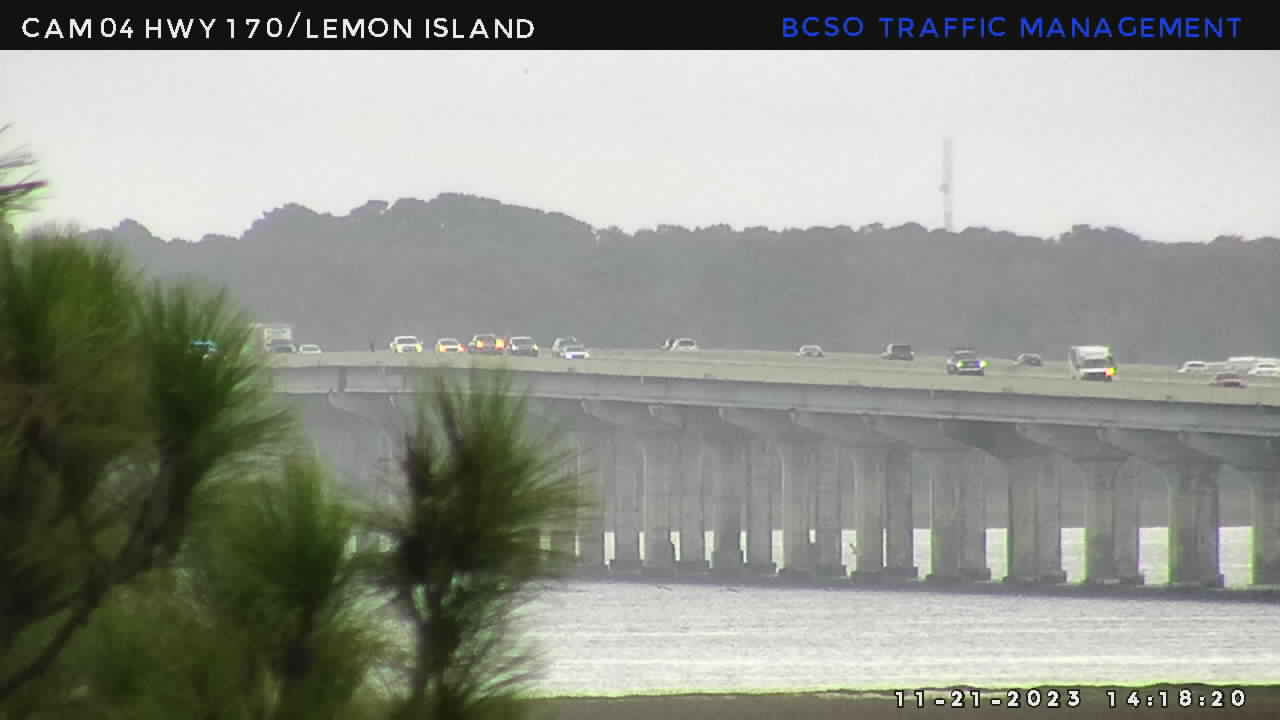 CAM04 HWY 170/LEMON ISLAND
BCSO TRAFFIC MANAGEMENT
11-21-2023 14:18:20